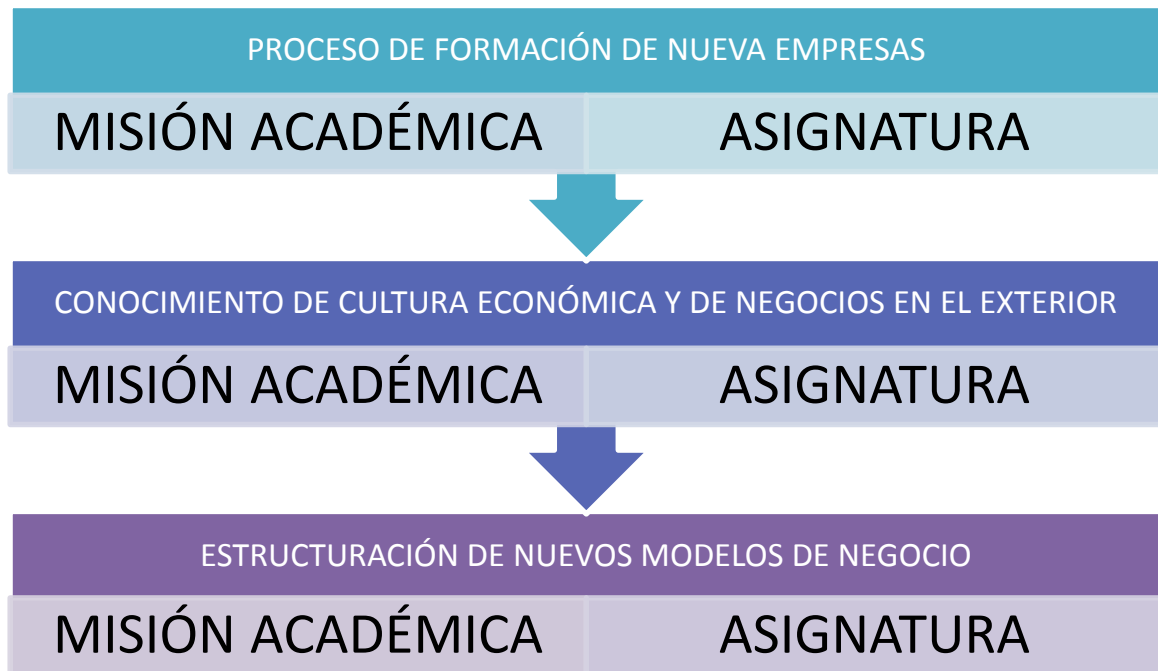 PROCESO DE FORMACIÓN DE NUEVA EMPRESAS
MISIÓN ACADÉMICA ASIGNATURA
CONOCIMIENTO DE CULTURA ECONÓMICA Y DE NEGOCIOS EN EL EXTERIOR
MISIÓN ACADÉMICA ASIGNATURA
ESTRUCTURACIÓN DE NUEVOS MODELOS DE NEGOCIO
MISIÓN ACADÉMICA ASIGNATURA